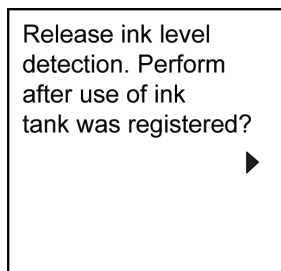 Release ink level
detection. Perform
after use of ink
tank was registered?